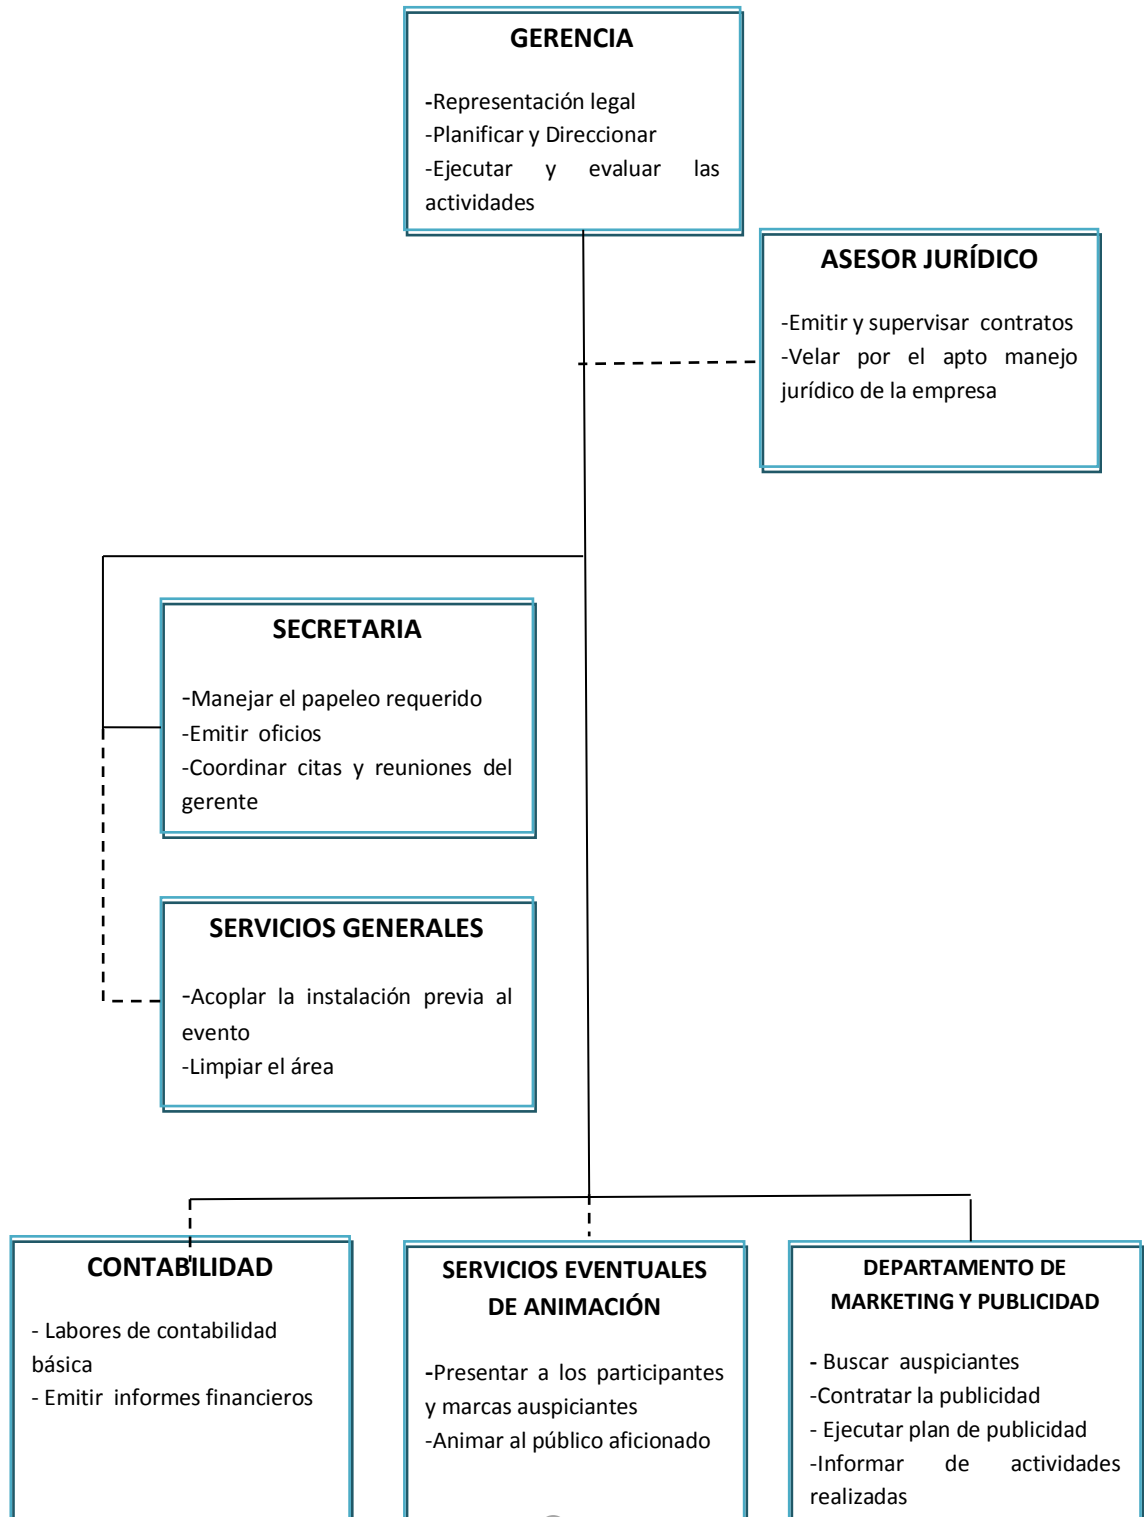 GERENCIA
-Representación legal
-Planificar y Direccionar
-Ejecutar y evaluar las
actividades
ASESOR JURÍDICO
-Emitir y supervisar contratos
-Velar por el apto manejo
jurídico de la empresa
SECRETARIA
-Manejar el papeleo requerido
-Emitir oficios
-Coordinar citas y reuniones del
gerente
SERVICIOS GENERALES
-Acoplar la instalación previa al
evento
-Limpiar el área
CONTABILIDAD
- Labores de contabilidad
básica
- Emitir informes financieros
SERVICIOS EVENTUALES
DE ANIMACIÓN
-Presentar a los participantes
y marcas auspiciantes
-Animar al público aficionado
DEPARTAMENTO DE
MARKETING Y PUBLICIDAD
- Buscar auspiciantes
-Contratar la publicidad
- Ejecutar plan de publicidad
-Informar de actividades
realizadas